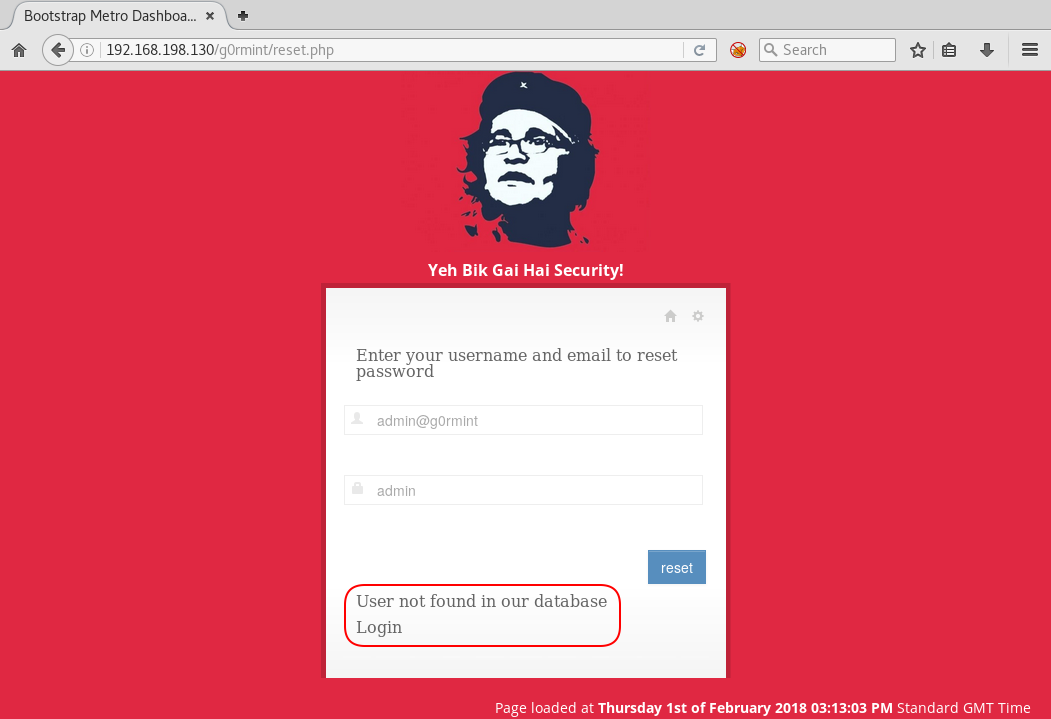 Bootstrap Metro Dashboa...
192.168.198.130/g0rmint/reset.php
Search
Yeh Bik Gai Hai Security!
Enter your username and email to reset
password
admin@g0rmint
admin
reset
User not found in our database
Login
Page loaded at Thursday 1st of February 2018 03:13:03 PM Standard GMT Time